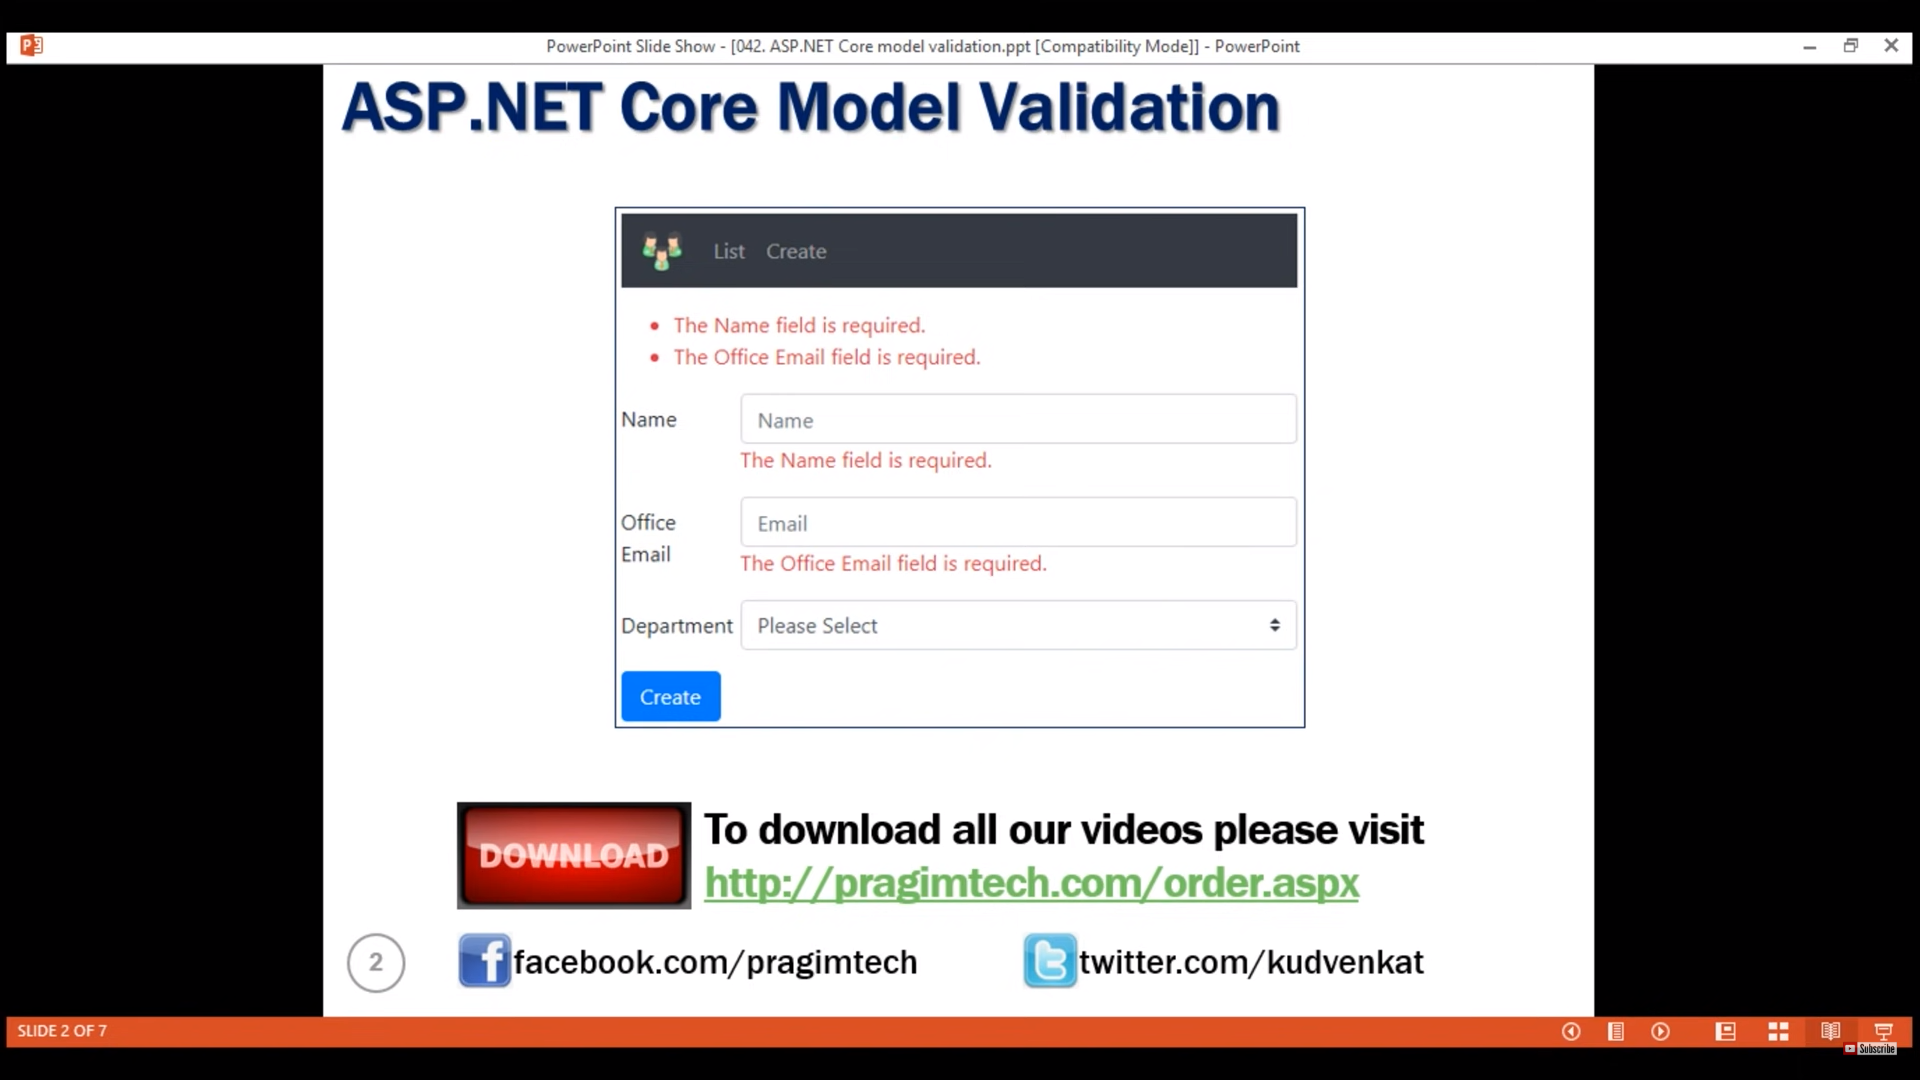 PowerPoint Slide Show - [042. ASP.NET Core model validation.ppt [Compatibility Mode]] - PowerPoint
ASP.NET Core Model Validation
List Create
The Name field is required.
The Office Email field is required.
Name Name
The Name field is required.
Office
Email Email
The Office Email field is required.
Department Please Select
Create
DOWNLOAD To download all our videos please visit
http://pragimtech.com/order.aspx
2 facebook.com/pragimtech twitter.com/kudvenkat
SLIDE 2 OF 7
Subscribe